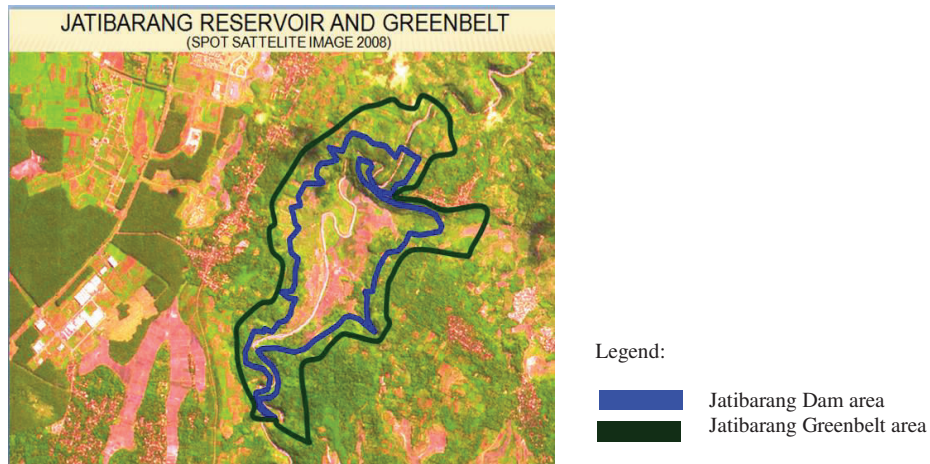 JATIBARANG RESERVOIR AND GREENBELT
(SPOT SATTELITE IMAGE 2008)
Legend:
Jatibarang Dam area
Jatibarang Greenbelt area